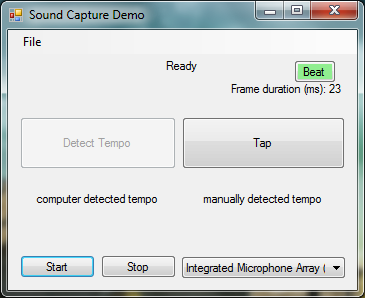 Sound Capture Demo
File
Ready
Beat
Frame duration (ms): 23
Detect Tempo
Tap
computer detected tempo
manually detected tempo
Start
Stop
Integrated Microphone Array (